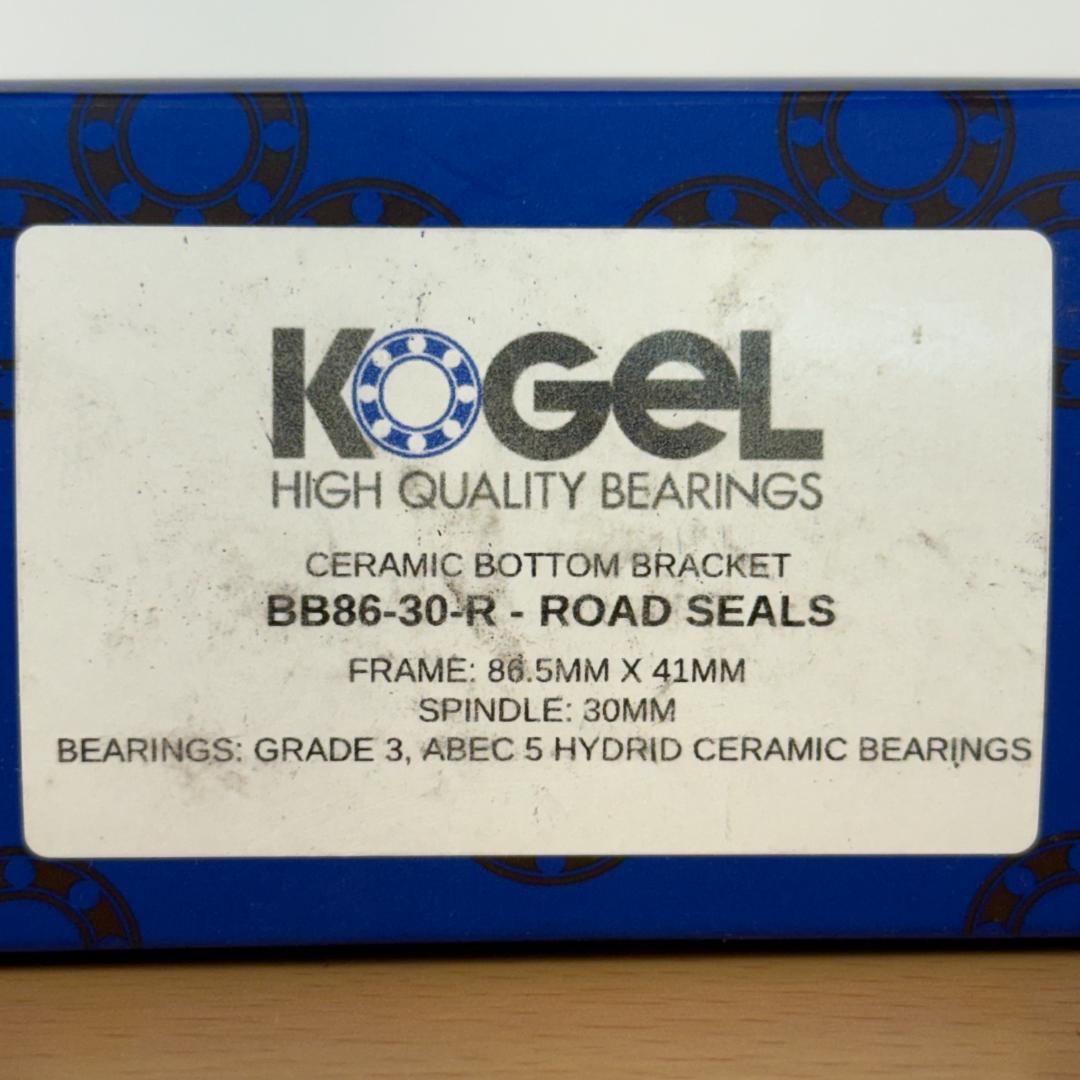 KOGEL
HIGH QUALITY BEARINGS
CERAMIC BOTTOM BRACKET
BB86-30-R - ROAD SEALS
FRAME: 86.5MM X 41MM
SPINDLE: 30MM
BEARINGS: GRADE 3, ABEC 5 HYDRID CERAMIC BEARINGS